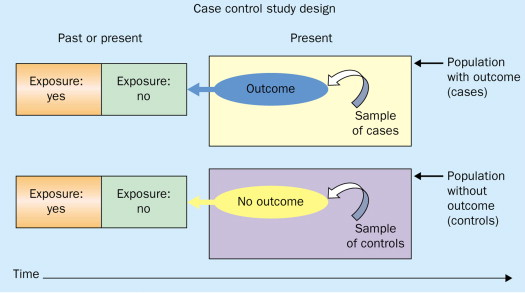 Case control study design
Past or present
Present
Exposure:
yes
Exposure:
no
Outcome
Sample
of cases
Population
with outcome
(cases)
Exposure:
yes
Exposure:
no
No outcome
Sample
of controls
Population
without
outcome
(controls)
Time